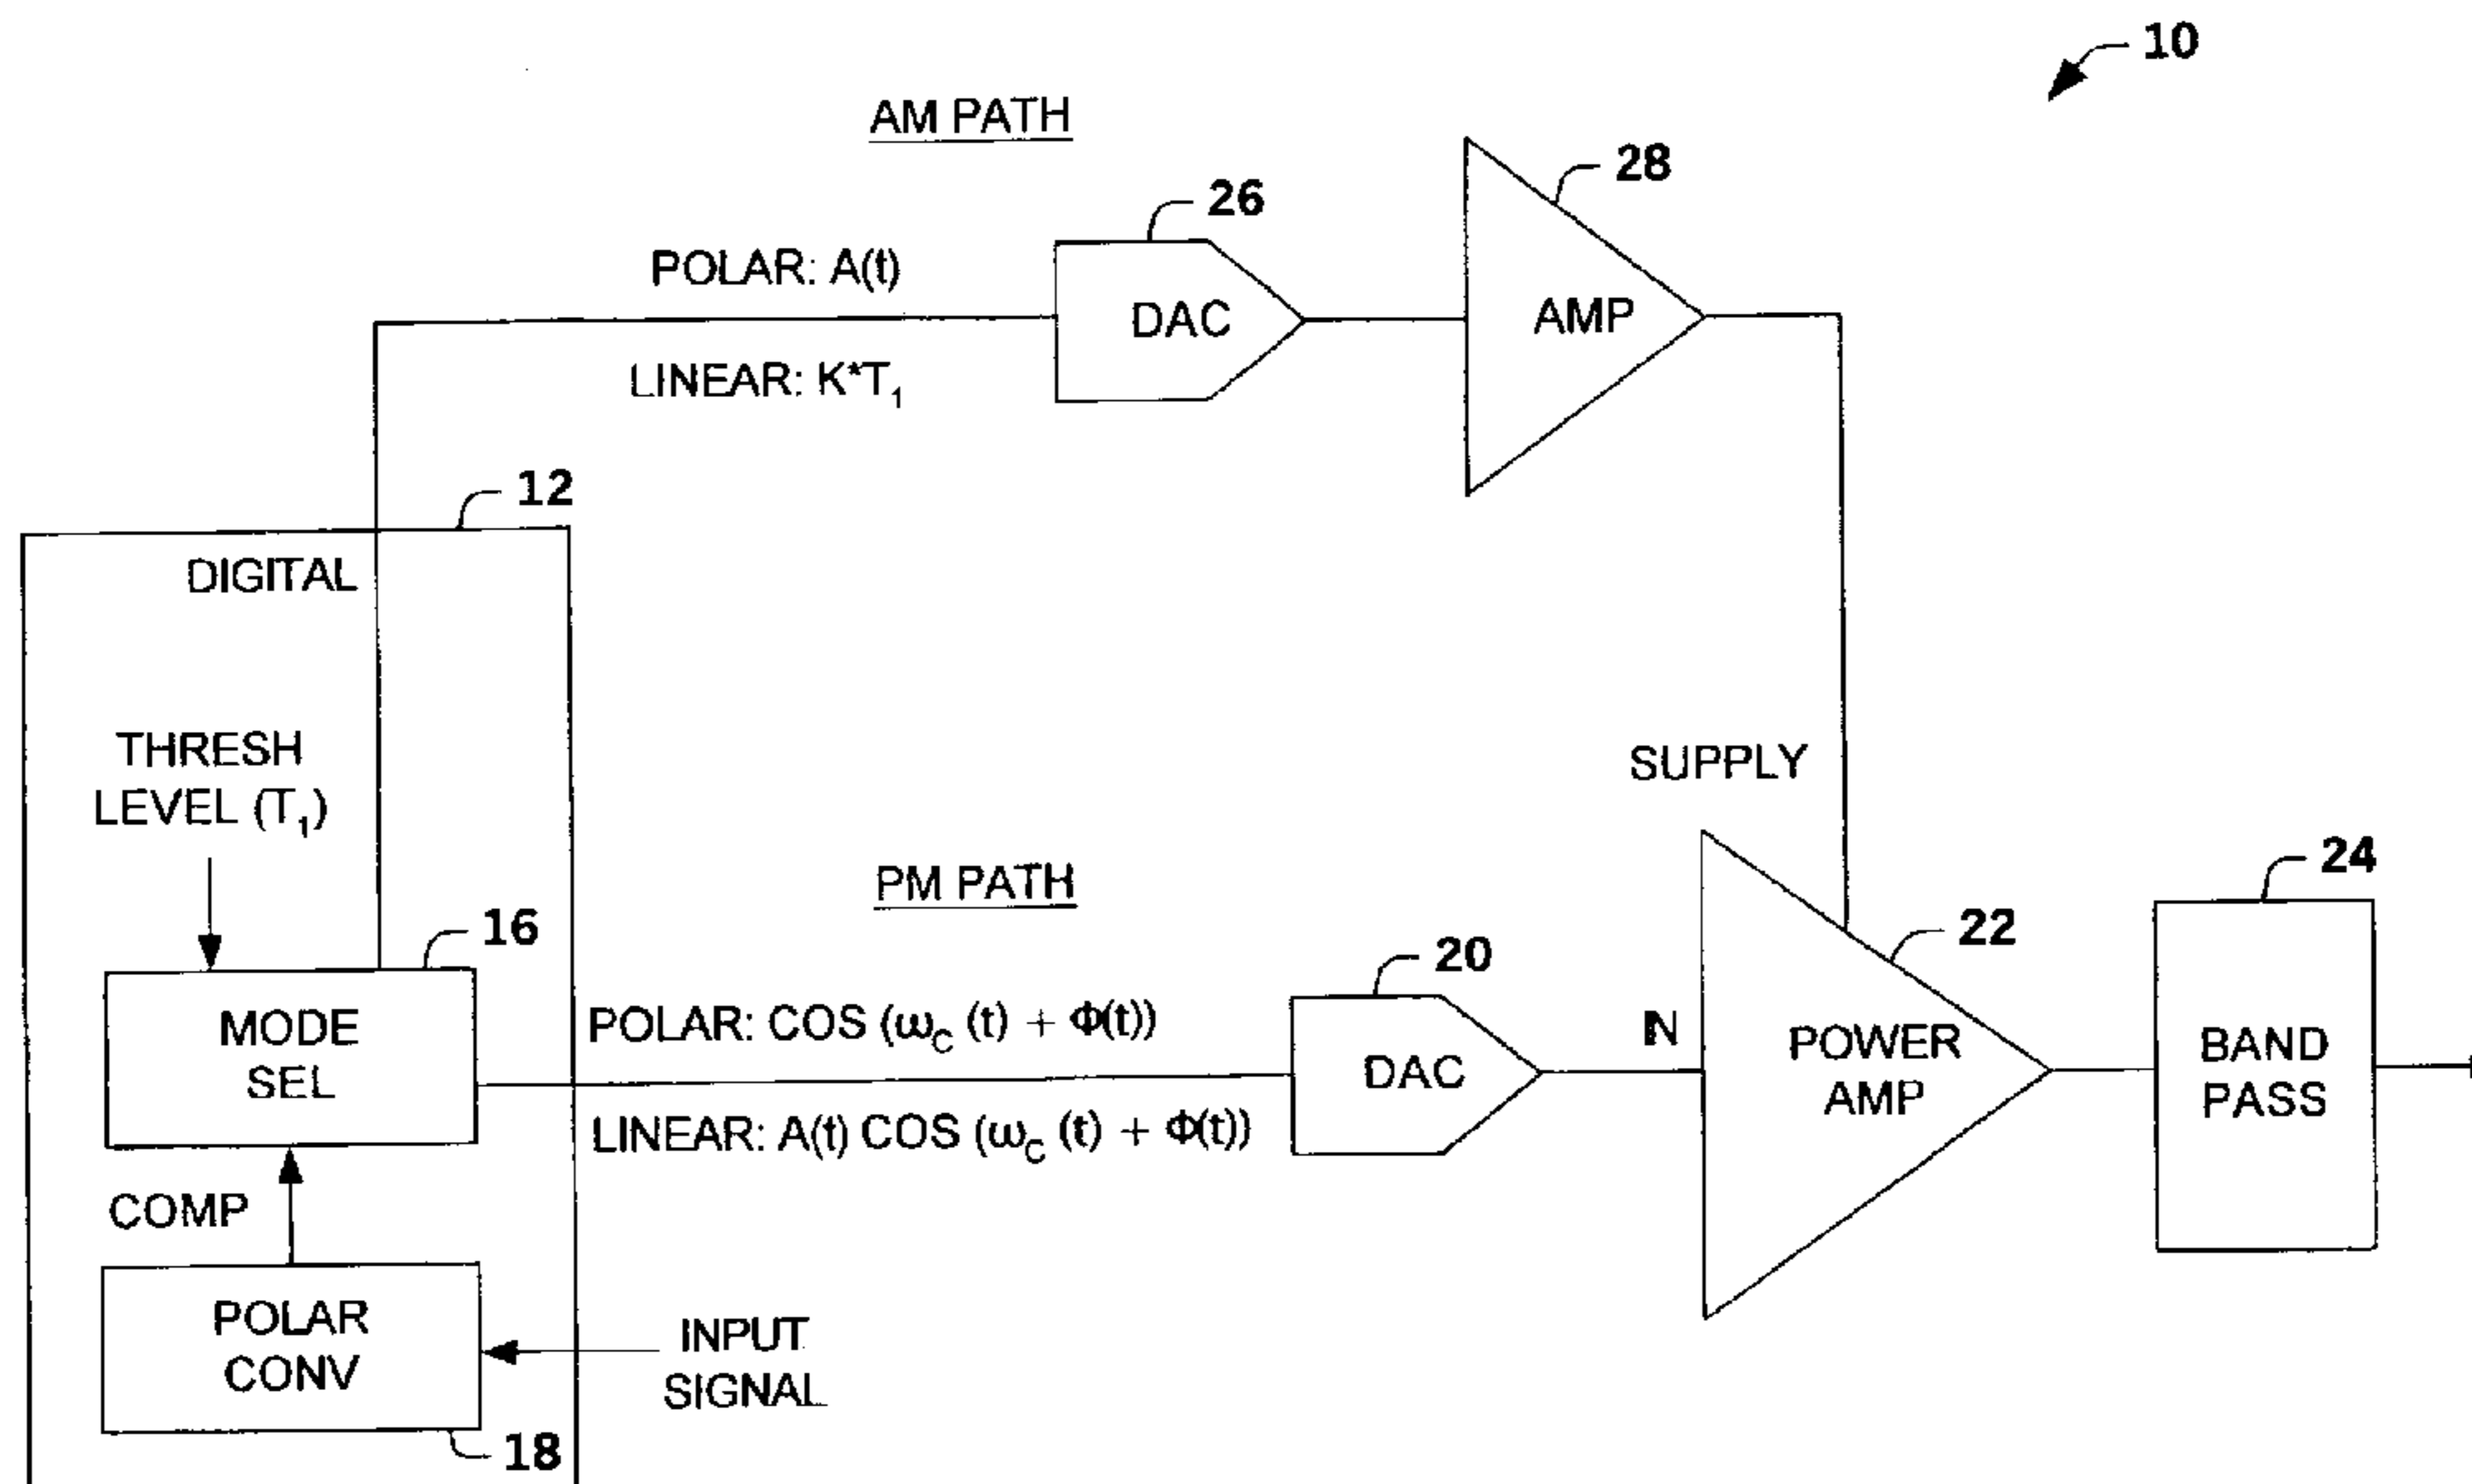 10
AM PATH
28
26
POLAR: A(t)
DAC
AMP
LINEAR: K*T1
12
DIGITAL
THRESH
LEVEL (T1)
SUPPLY
PM PATH
24
16
22
20
MODE
SEL
POLAR: COS (ωC (t) + Φ(t))
IN
DAC
POWER
AMP
BAND
PASS
LINEAR: A(t) COS (ωC (t) + Φ(t))
COMP
POLAR
CONV
INPUT
SIGNAL
18